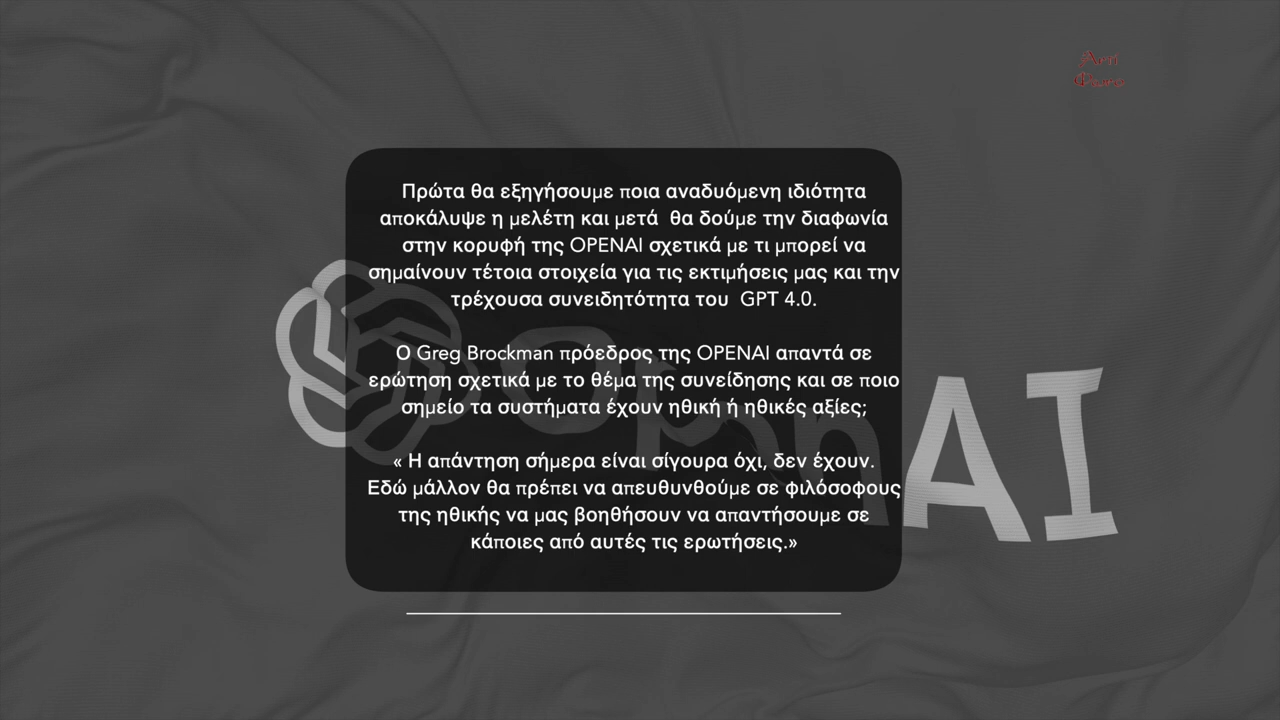 Arti
Фато
Πρώτα θα εξηγήσουμε ποια αναδυόμενη ιδιότητα
αποκάλυψε η μελέτη και μετά  θα δούμε την διαφωνία
στην κορυφή της OPENAI σχετικά με τι μπορεί να
σημαίνουν τέτοια στοιχεία για τις εκτιμήσεις μας και την
τρέχουσα συνειδητότητα του  GPT 4.0.
Ο Greg Brockman πρόεδρος της OPENAI απαντά σε
ερώτηση σχετικά με το θέμα της συνείδησης και σε ποιο
σημείο τα συστήματα έχουν ηθική ή ηθικές αξίες;
« Η απάντηση σήμερα είναι σίγουρα όχι, δεν έχουν.
Εδώ μάλλον θα πρέπει να απευθυνθούμε σε φιλόσοφους
της ηθικής να μας βοηθήσουν να απαντήσουμε σε
κάποιες από αυτές τις ερωτήσεις.»
OpenAI